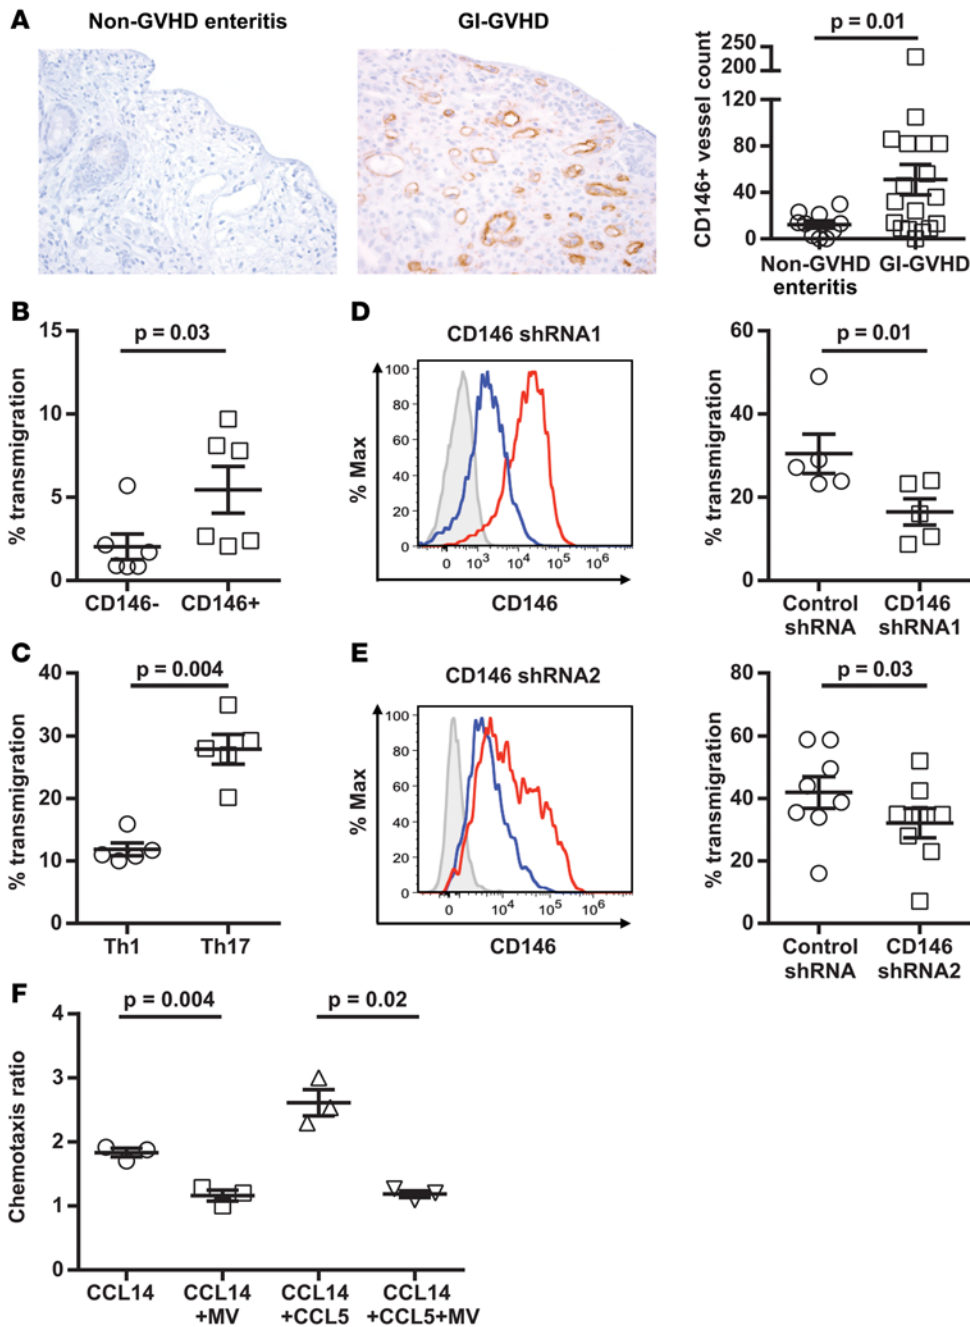 A
Non-GVHD enteritis
GI-GVHD
p = 0.01
CD146+ vessel count
250
200
120
80
40
0
Non-GVHD
enteritis
GI-GVHD
B
p = 0.03
% transmigration
15
10
5
0
CD146-
CD146+
D
CD146 shRNA1
% Max
100
80
60
40
20
0
0
10³
10⁴
10⁵
10⁶
CD146
p = 0.01
% transmigration
60
40
20
0
Control
shRNA
CD146
shRNA1
C
p = 0.004
% transmigration
40
30
20
10
0
Th1
Th17
E
CD146 shRNA2
% Max
100
80
60
40
20
0
0
10⁴
10⁵
10⁶
CD146
p = 0.03
% transmigration
80
60
40
20
0
Control
shRNA
CD146
shRNA2
F
p = 0.004
p = 0.02
Chemotaxis ratio
4
3
2
1
0
CCL14
CCL14
+MV
CCL14
+CCL5
CCL14
+CCL5+MV